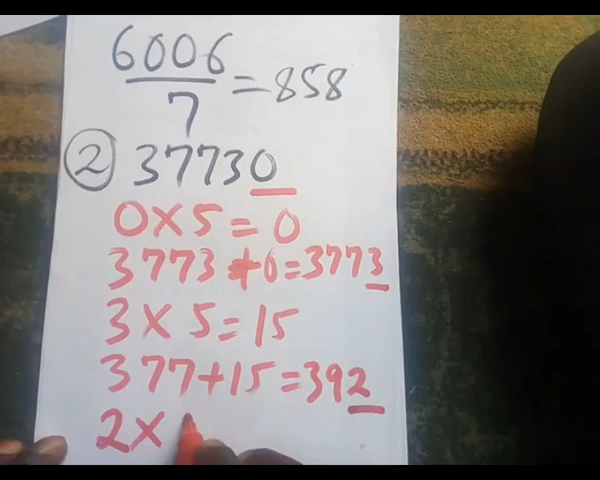 6006
7
= 858
② 37730
0 × 5 = 0
3773 + 0 = 3773
3 × 5 = 15
377 + 15 = 392
2 ×